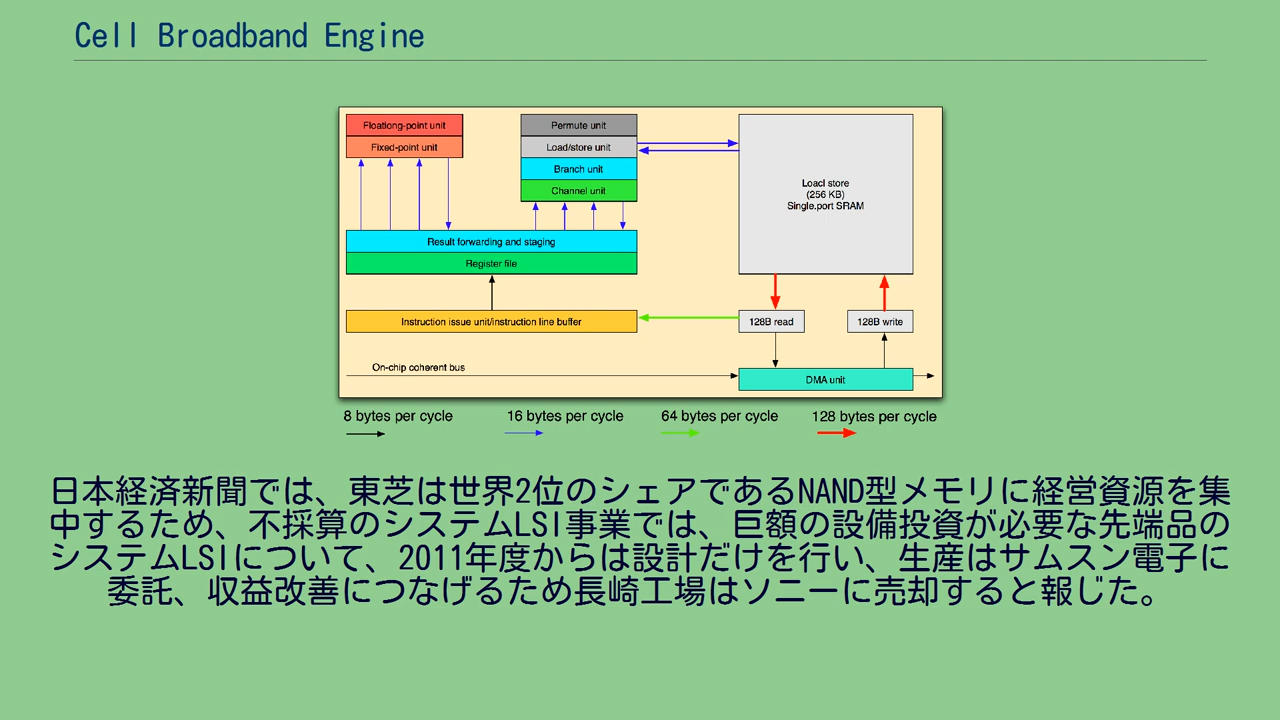 Cell Broadband Engine
Floationg-point unit
Fixed-point unit
Permute unit
Load/store unit
Branch unit
Channel unit
Loacl store
(256 KB)
Single.port SRAM
Result forwarding and staging
Register file
Instruction issue unit/instruction line buffer
128B read
128B write
On-chip coherent bus
DMA unit
8 bytes per cycle
16 bytes per cycle
64 bytes per cycle
128 bytes per cycle
日本経済新聞では、東芝は世界2位のシェアであるNAND型メモリに経営資源を集
中するため、不採算のシステムLSI事業では、巨額の設備投資が必要な先端品の
システムLSIについて、2011年度からは設計だけを行い、生産はサムスン電子に
委託、収益改善につなげるため長崎工場はソニーに売却すると報じた。